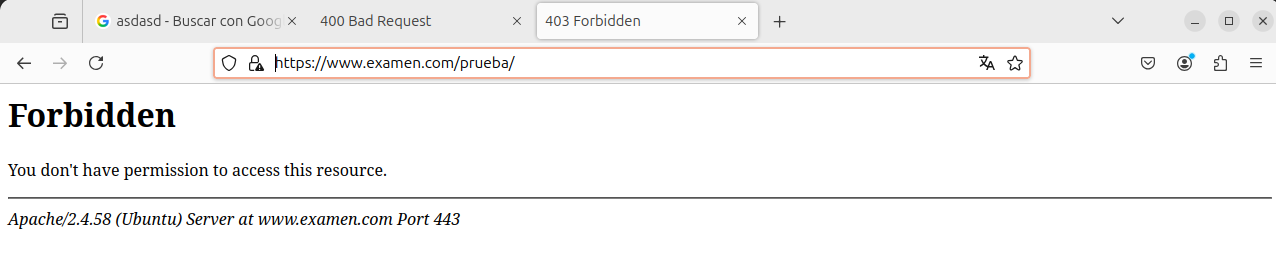 asdasd - Buscar con Goog
400 Bad Request
403 Forbidden
https://www.examen.com/prueba/
Forbidden
You don't have permission to access this resource.
Apache/2.4.58 (Ubuntu) Server at www.examen.com Port 443